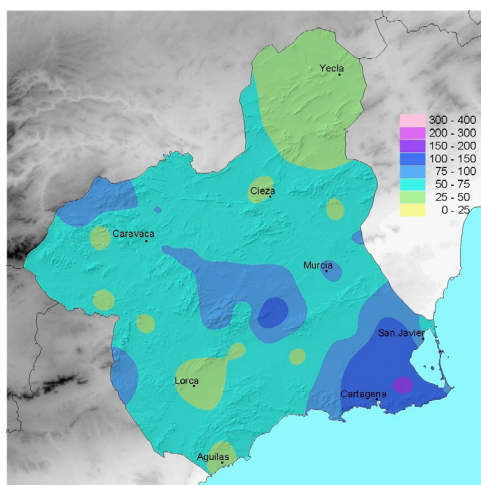 Yecla
300 - 400
200 - 300
150 - 200
100 - 150
75 - 100
50 - 75
25 - 50
0 - 25
Cieza
Caravaca
Murcia
San Javier
Lorca
Cartagena
Aguilas